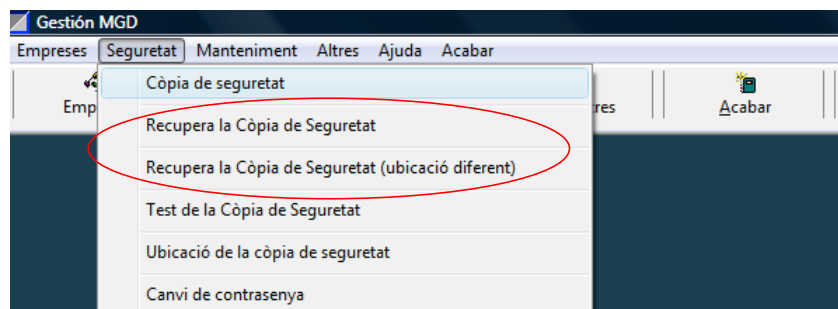 Gestión MGD
Empreses Seguretat Manteniment Altres Ajuda Acabar
Còpia de seguretat
Acabar
Recupera la Còpia de Seguretat
Recupera la Còpia de Seguretat (ubicació diferent)
Test de la Còpia de Seguretat
Ubicació de la còpia de seguretat
Canvi de contrasenya